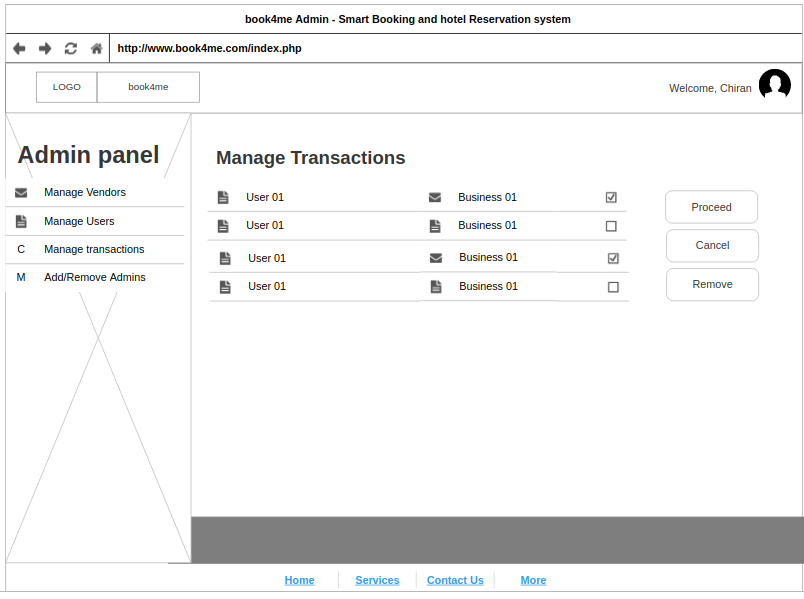 book4me Admin - Smart Booking and hotel Reservation system
http://www.book4me.com/index.php
LOGO book4me
Welcome, Chiran
Admin panel
Manage Vendors
Manage Users
C Manage transactions
M Add/Remove Admins
Manage Transactions
User 01 Business 01
User 01 Business 01
User 01 Business 01
User 01 Business 01
Proceed
Cancel
Remove
Home Services Contact Us More